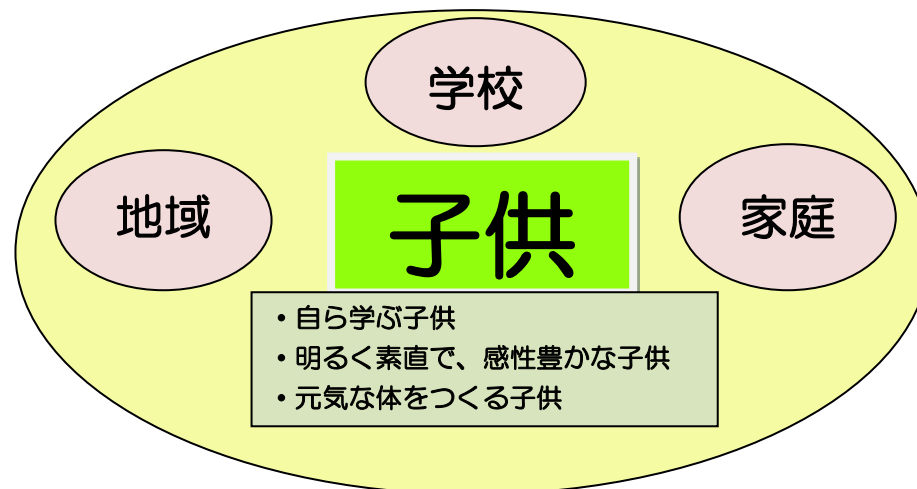 学校
地域
家庭
子供
・自ら学ぶ子供
・明るく素直で、感性豊かな子供
・元気な体をつくる子供